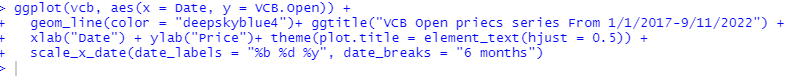 > ggplot(vcb, aes(x = Date, y = VCB.Open)) +
+   geom_line(color = "deepskyblue4")+ ggtitle("VCB Open priecs series From 1/1/2017-9/11/2022") +
+   xlab("Date") + ylab("Price")+ theme(plot.title = element_text(hjust = 0.5)) +
+   scale_x_date(date_labels = "%b %d %y", date_breaks = "6 months")
>